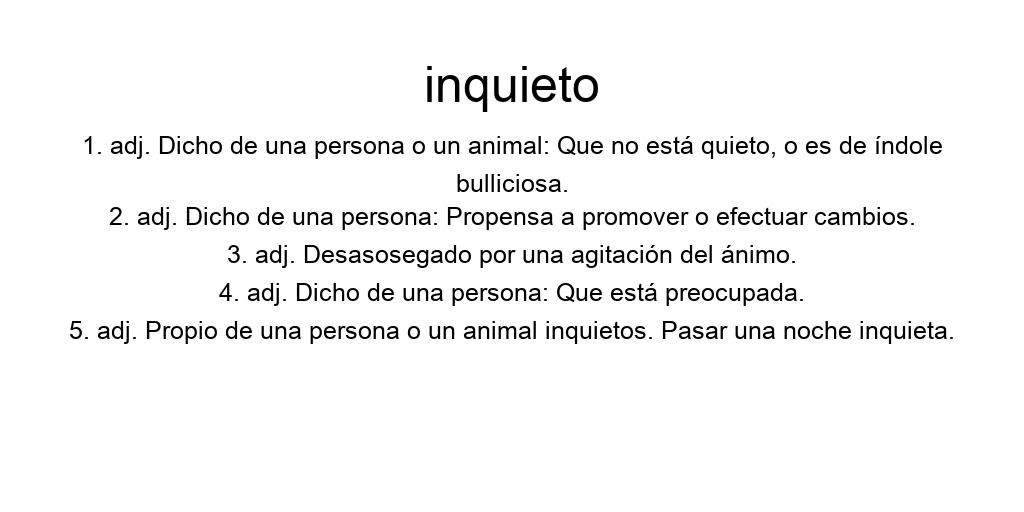 inquieto
1. adj. Dicho de una persona o un animal: Que no está quieto, o es de índole
bulliciosa.
2. adj. Dicho de una persona: Propensa a promover o efectuar cambios.
3. adj. Desasosegado por una agitación del ánimo.
4. adj. Dicho de una persona: Que está preocupada.
5. adj. Propio de una persona o un animal inquietos. Pasar una noche inquieta.